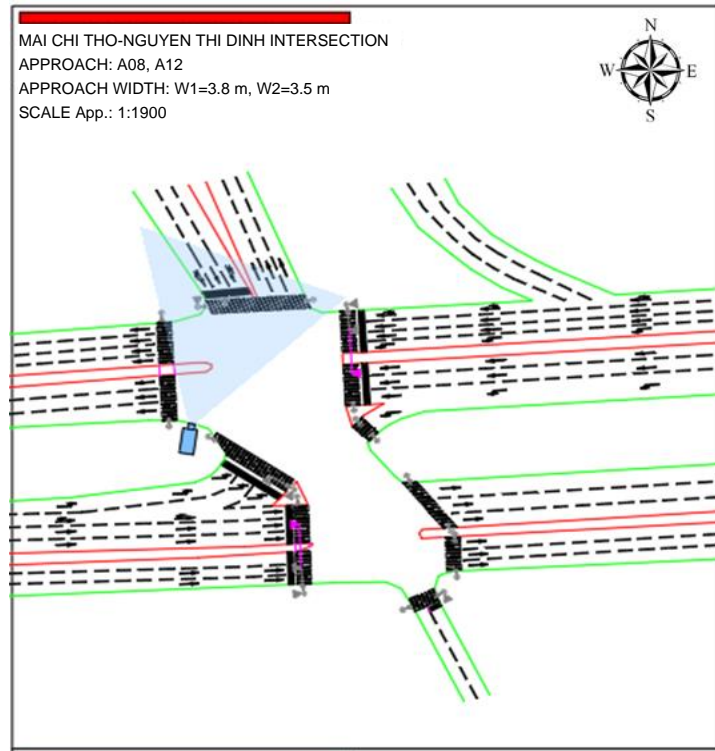 MAI CHI THO-NGUYEN THI DINH INTERSECTION
APPROACH: A08, A12
APPROACH WIDTH: W1=3.8 m, W2=3.5 m
SCALE App.: 1:1900
N
W E
S